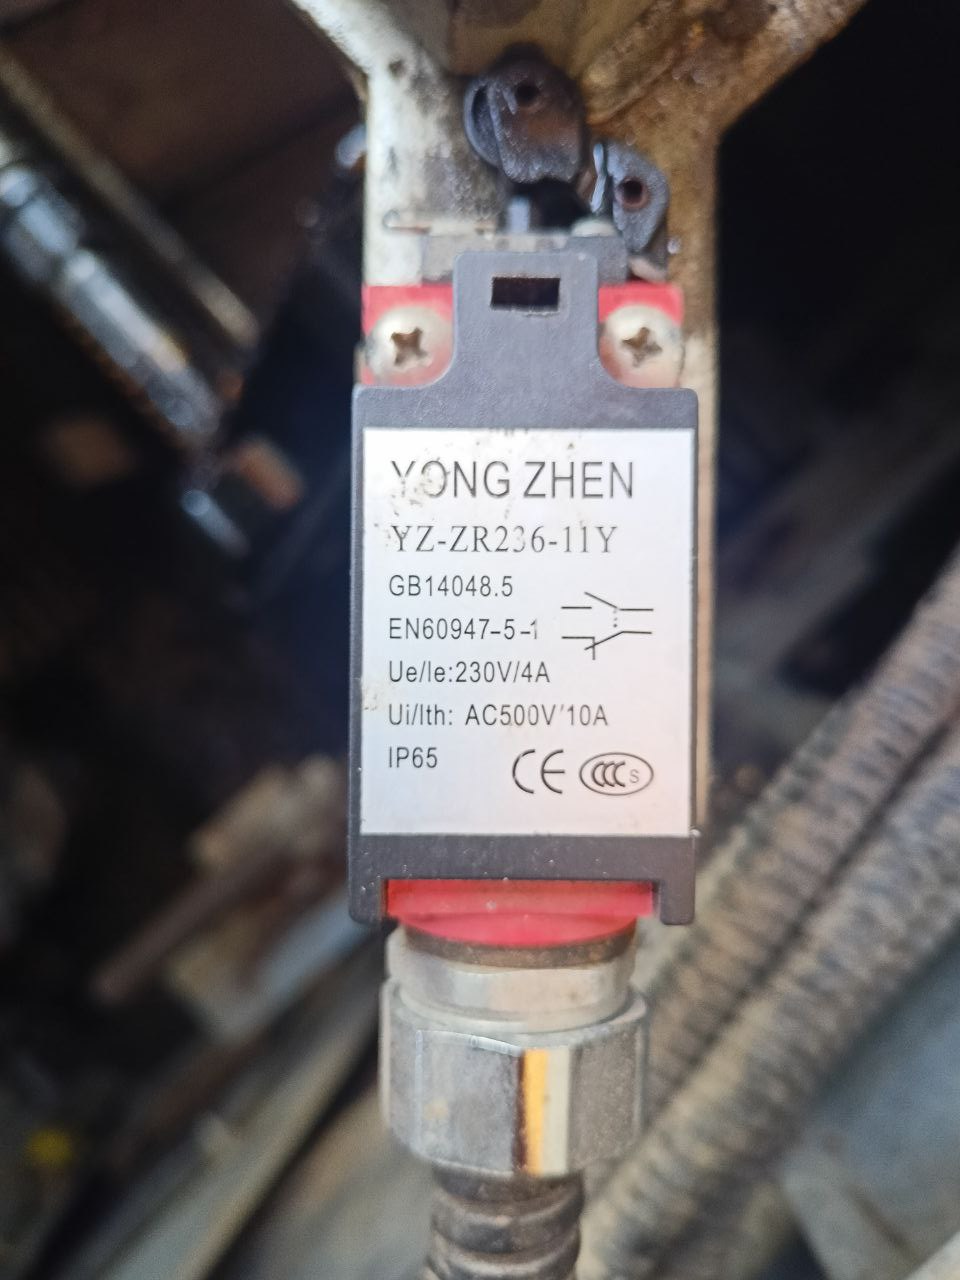 YONG ZHEN
YZ-ZR236-11Y
GB14048.5
EN60947-5-1
Ue/Ie:230V/4A
Ui/Ith: AC500V'10A
IP65
CE CCC S